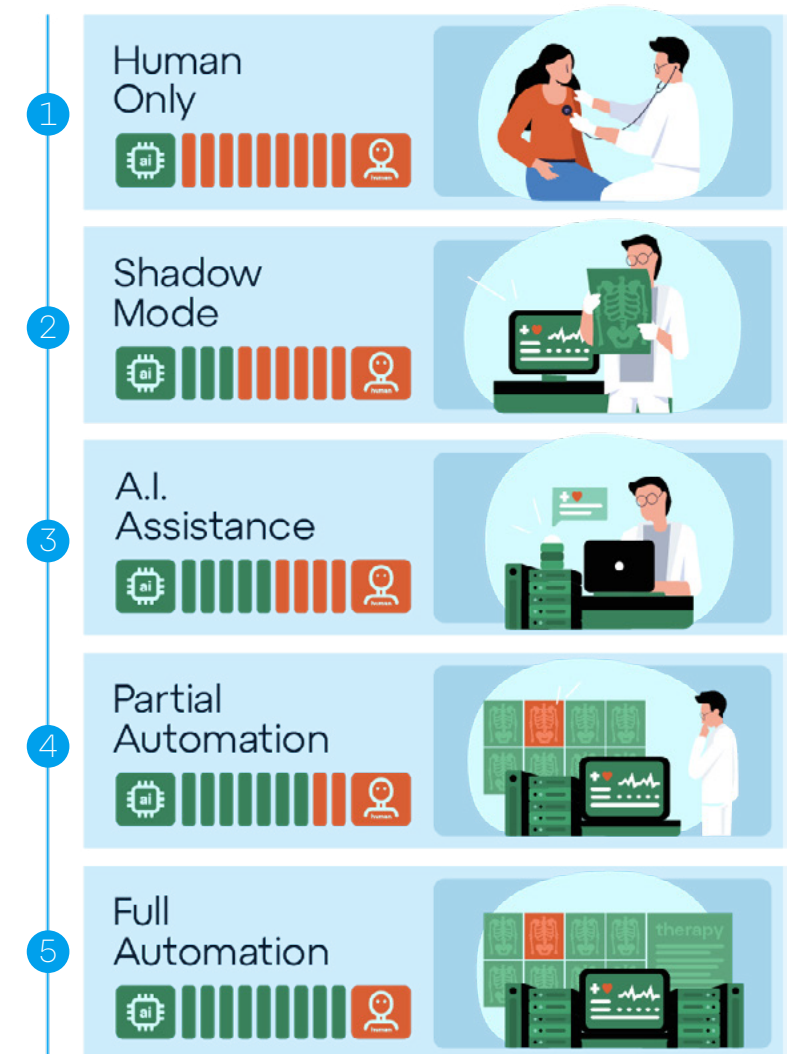 1
Human
Only
ai
human
2
Shadow
Mode
ai
human
3
A.I.
Assistance
ai
human
4
Partial
Automation
ai
human
5
Full
Automation
ai
human
therapy